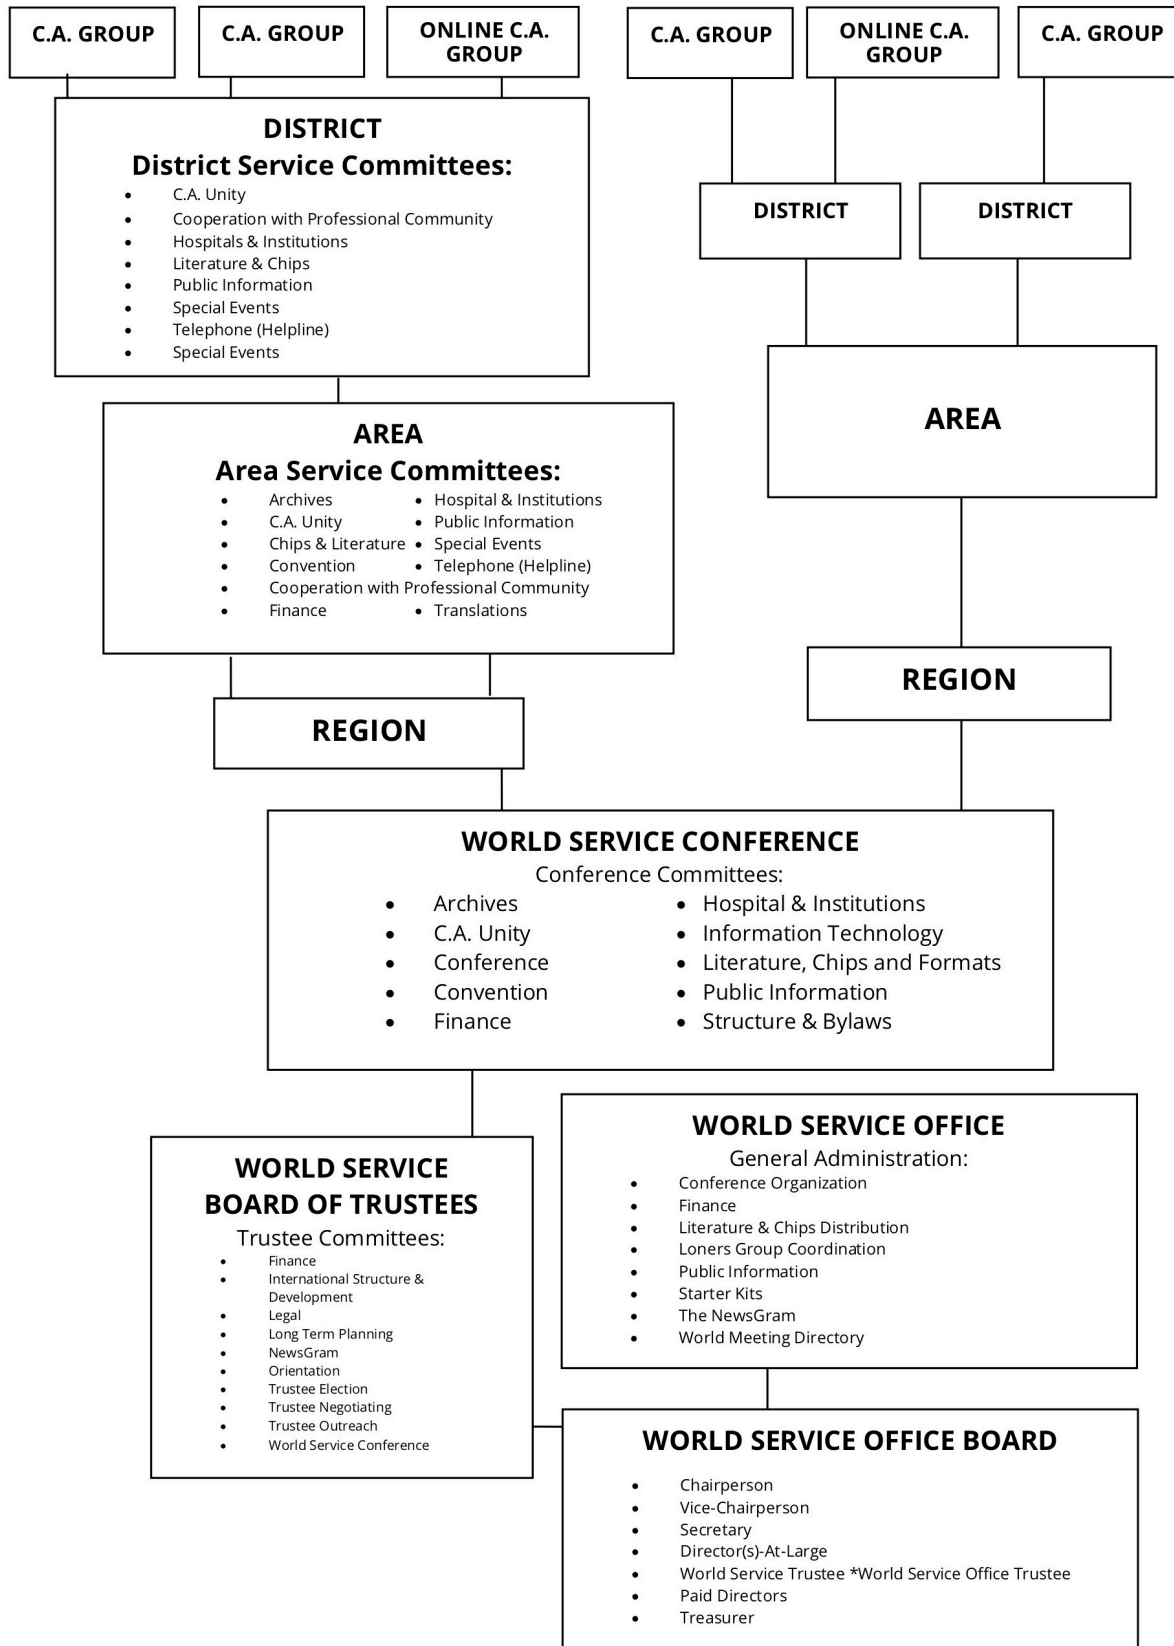 C.A. GROUP
C.A. GROUP
ONLINE C.A.
GROUP
C.A. GROUP
ONLINE C.A.
GROUP
C.A. GROUP
DISTRICT
District Service Committees:
• C.A. Unity
• Cooperation with Professional Community
• Hospitals & Institutions
• Literature & Chips
• Public Information
• Special Events
• Telephone (Helpline)
• Special Events
DISTRICT
DISTRICT
AREA
Area Service Committees:
• Archives • Hospital & Institutions
• C.A. Unity • Public Information
• Chips & Literature • Special Events
• Convention • Telephone (Helpline)
• Cooperation with Professional Community
• Finance • Translations
AREA
REGION
REGION
WORLD SERVICE CONFERENCE
Conference Committees:
• Archives • Hospital & Institutions
• C.A. Unity • Information Technology
• Conference • Literature, Chips and Formats
• Convention • Public Information
• Finance • Structure & Bylaws
WORLD SERVICE
BOARD OF TRUSTEES
Trustee Committees:
• Finance
• International Structure &
Development
• Legal
• Long Term Planning
• NewsGram
• Orientation
• Trustee Election
• Trustee Negotiating
• Trustee Outreach
• World Service Conference
WORLD SERVICE OFFICE
General Administration:
• Conference Organization
• Finance
• Literature & Chips Distribution
• Loners Group Coordination
• Public Information
• Starter Kits
• The NewsGram
• World Meeting Directory
WORLD SERVICE OFFICE BOARD
• Chairperson
• Vice-Chairperson
• Secretary
• Director(s)-At-Large
• World Service Trustee *World Service Office Trustee
• Paid Directors
• Treasurer